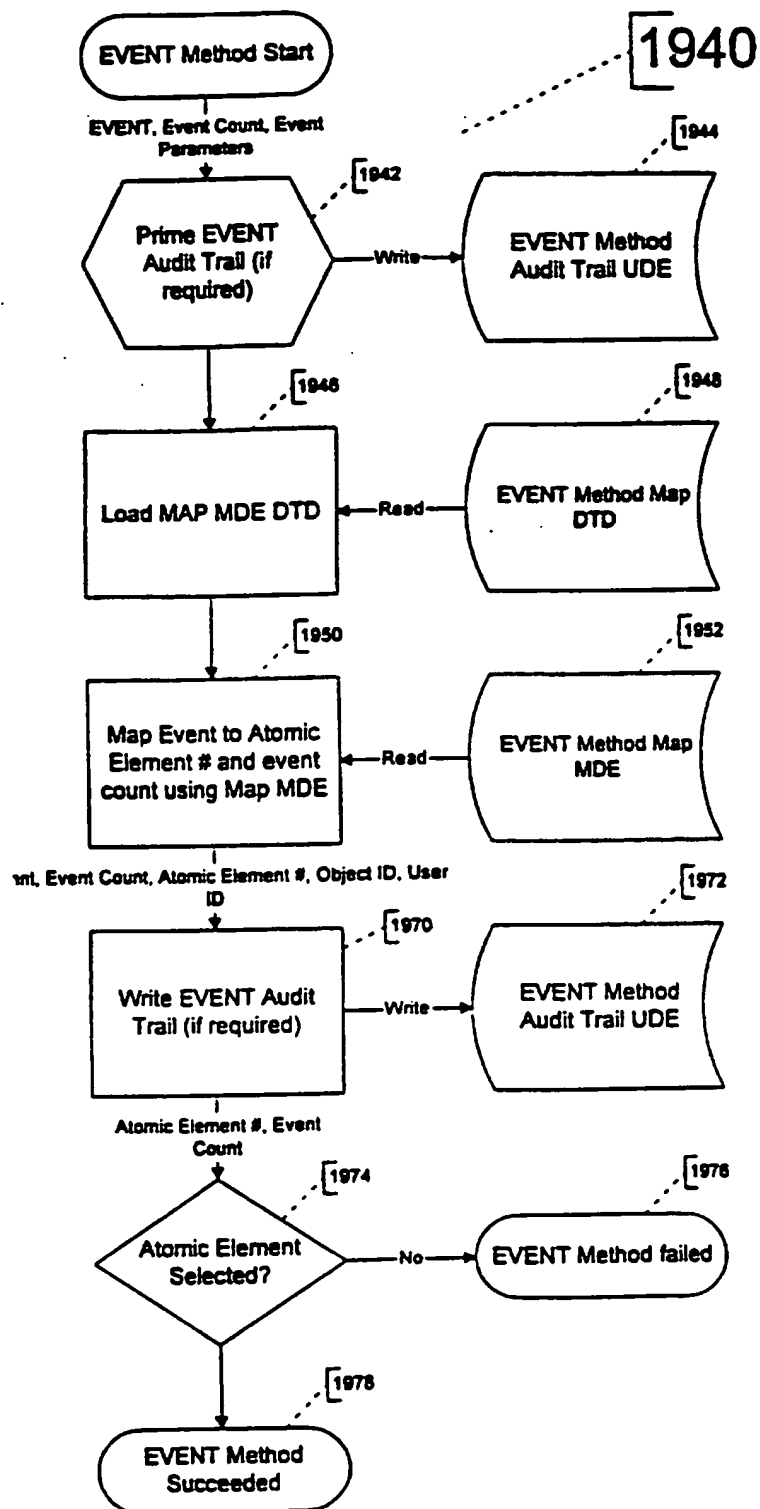 EVENT Method Start
1940
EVENT, Event Count, Event
Parameters
1942
1944
Prime EVENT
Audit Trail (if
required)
Write
EVENT Method
Audit Trail UDE
1946
1948
Load MAP MDE DTD
Read
EVENT Method Map
DTD
1950
1952
Map Event to Atomic
Element # and event
count using Map MDE
Read
EVENT Method Map
MDE
nt, Event Count, Atomic Element #, Object ID, User
ID
1970
1972
Write EVENT Audit
Trail (if required)
Write
EVENT Method
Audit Trail UDE
Atomic Element #, Event
Count
1974
1976
Atomic Element
Selected?
No
EVENT Method failed
1978
EVENT Method
Succeeded